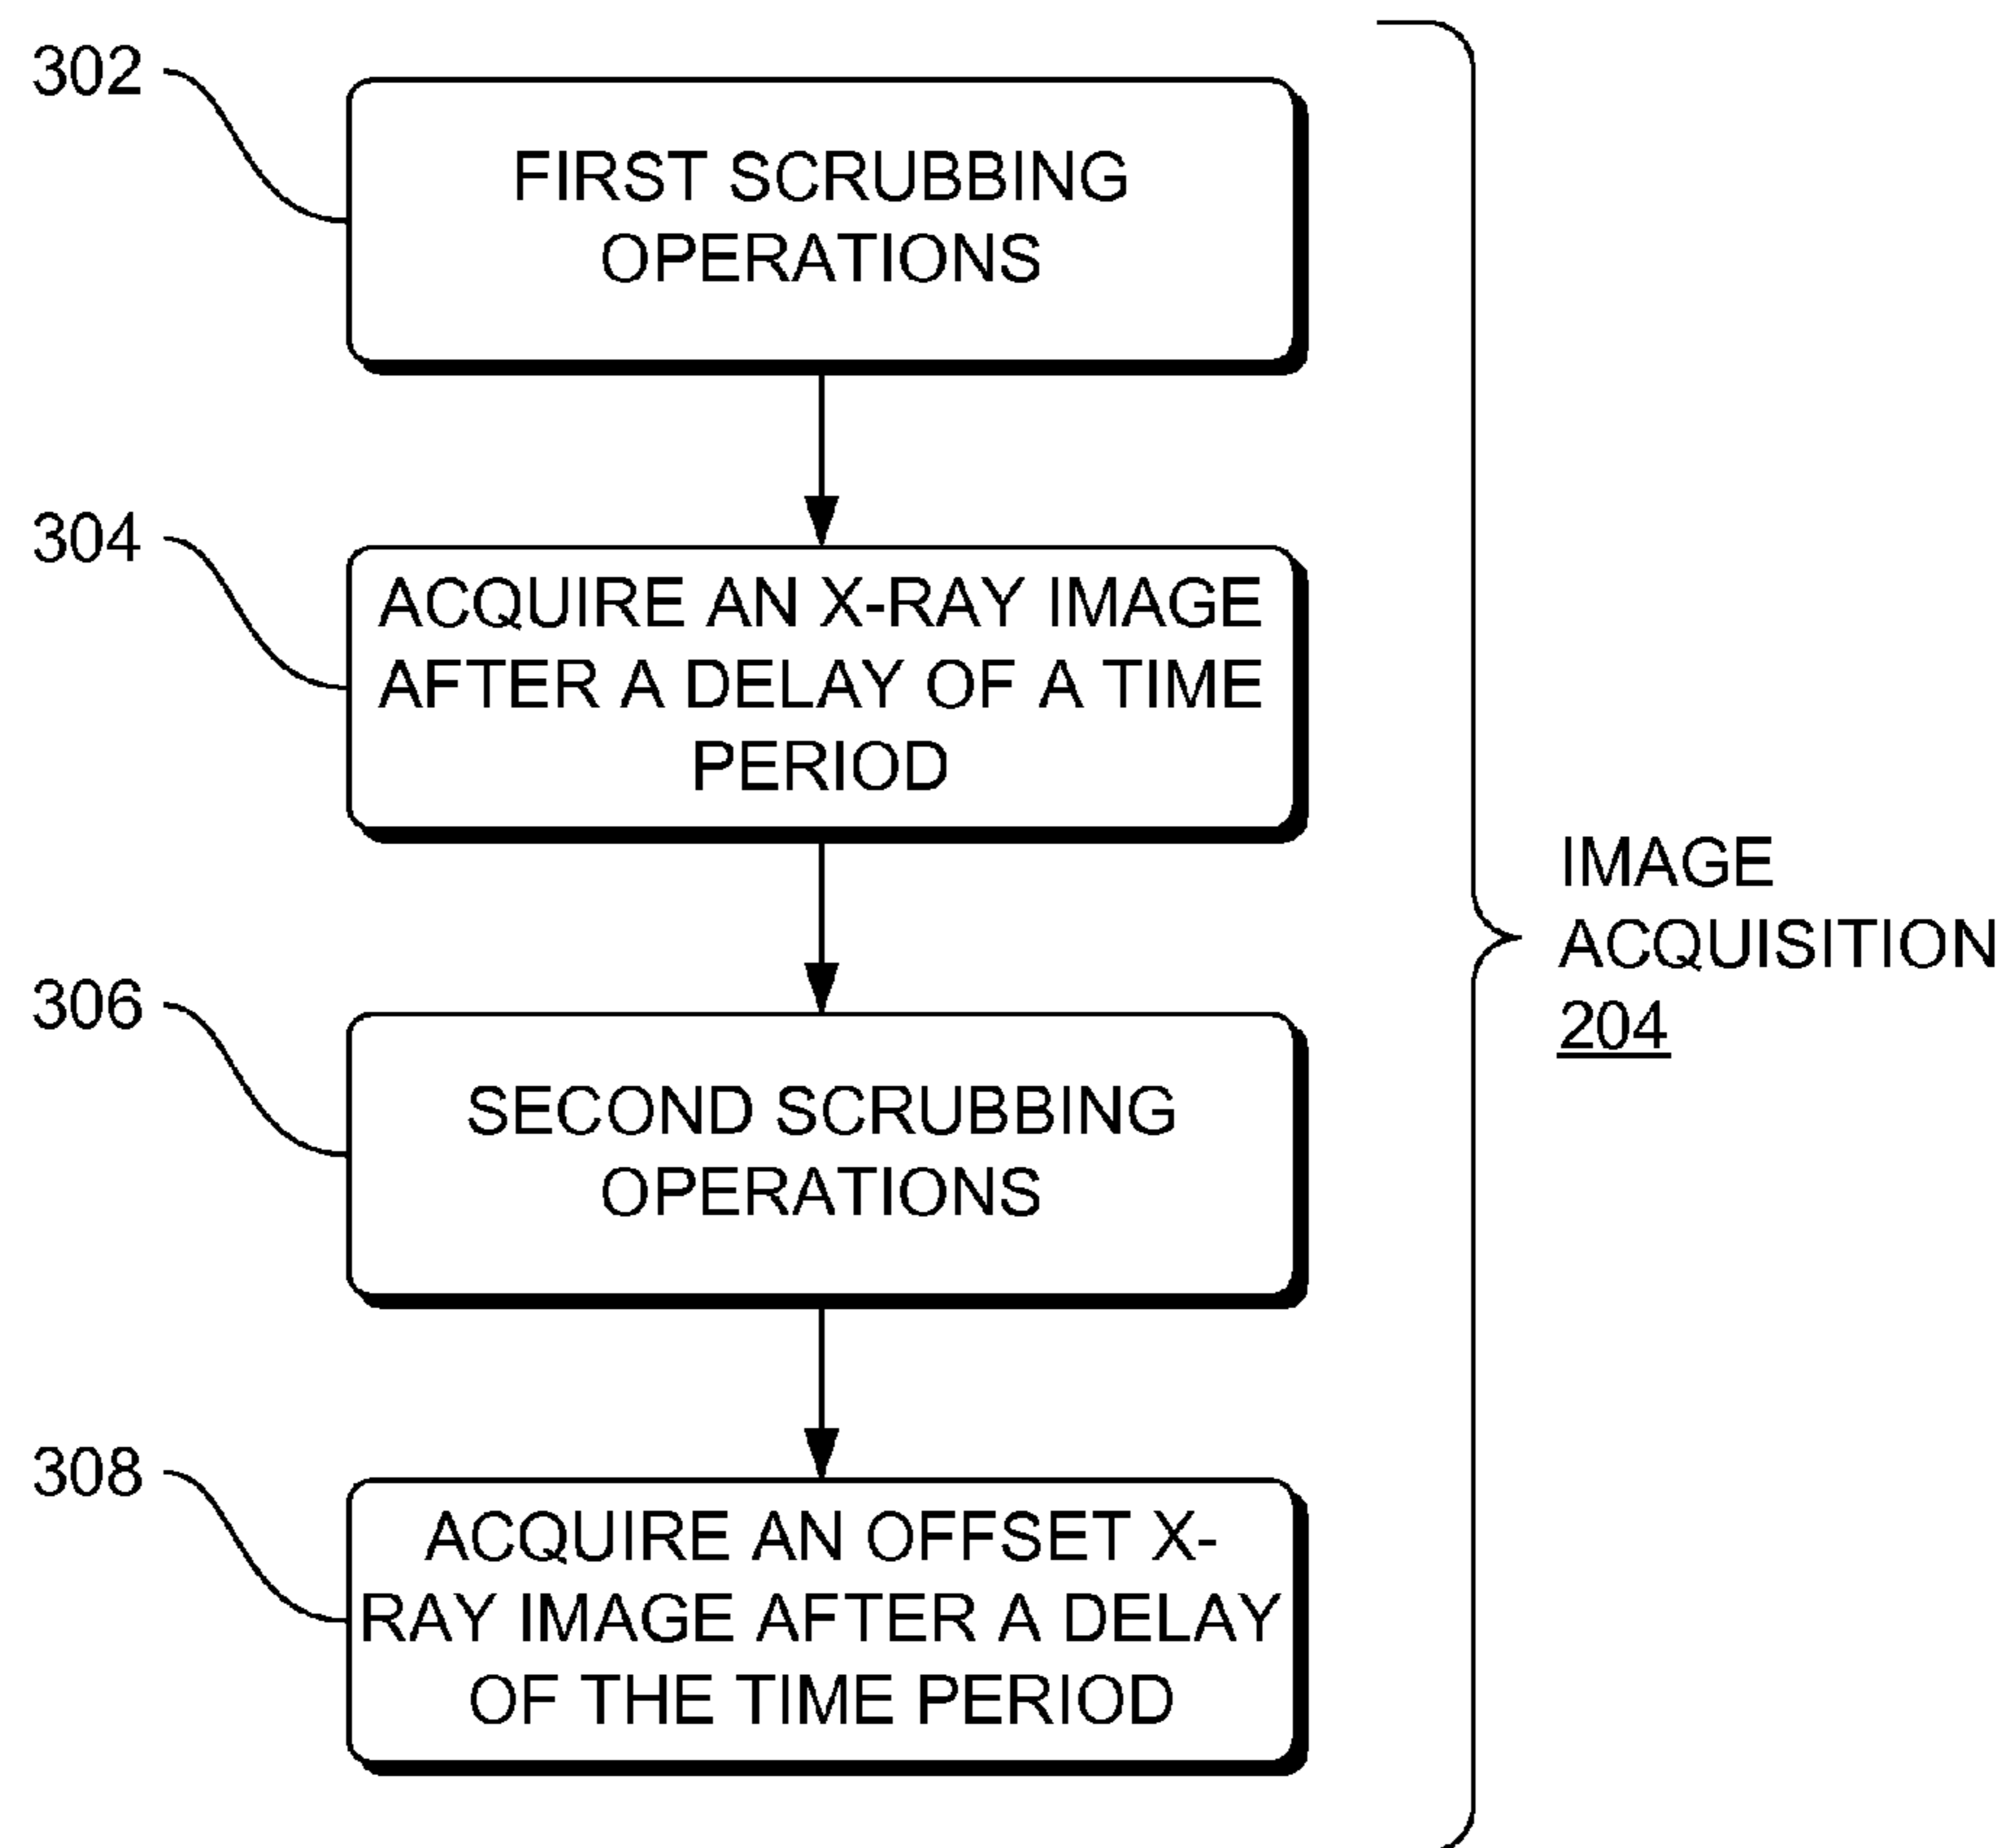 302
FIRST SCRUBBING
OPERATIONS
304
ACQUIRE AN X-RAY IMAGE
AFTER A DELAY OF A TIME
PERIOD
IMAGE
ACQUISITION
204
306
SECOND SCRUBBING
OPERATIONS
308
ACQUIRE AN OFFSET X-
RAY IMAGE AFTER A DELAY
OF THE TIME PERIOD